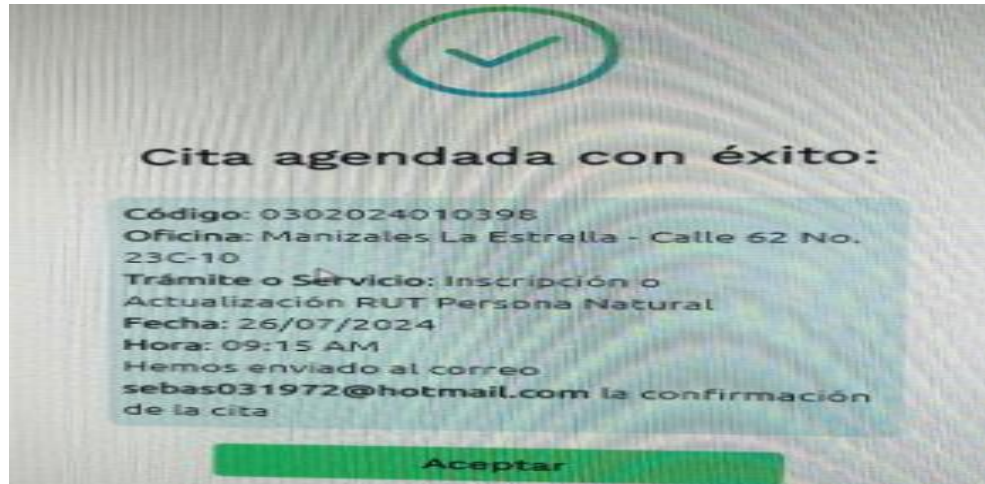 Cita agendada con éxito:
Código: 0302024010398
Oficina: Manizales La Estrella - Calle 62 No.
23C-10
Trámite o Servicio: Inscripción o
Actualización RUT Persona Natural
Fecha: 26/07/2024
Hora: 09:15 AM
Hemos enviado al correo
sebas031972@hotmail.com la confirmación
de la cita
Aceptar